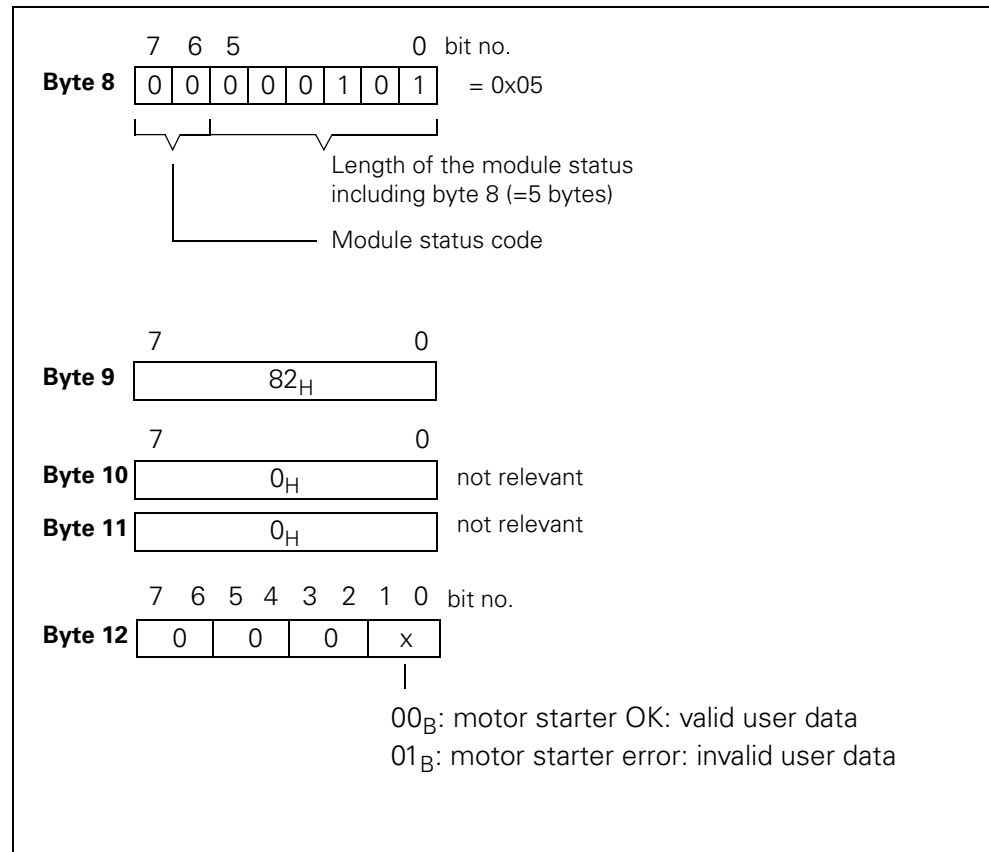 7 6 5 0 bit no.
Byte 8 0 0 0 0 0 1 0 1 = 0x05
Length of the module status
including byte 8 (=5 bytes)
Module status code
7 0
Byte 9 82H
7 0
Byte 10 0H not relevant
Byte 11 0H not relevant
7 6 5 4 3 2 1 0 bit no.
Byte 12 0 0 0 x
00B: motor starter OK: valid user data
01B: motor starter error: invalid user data